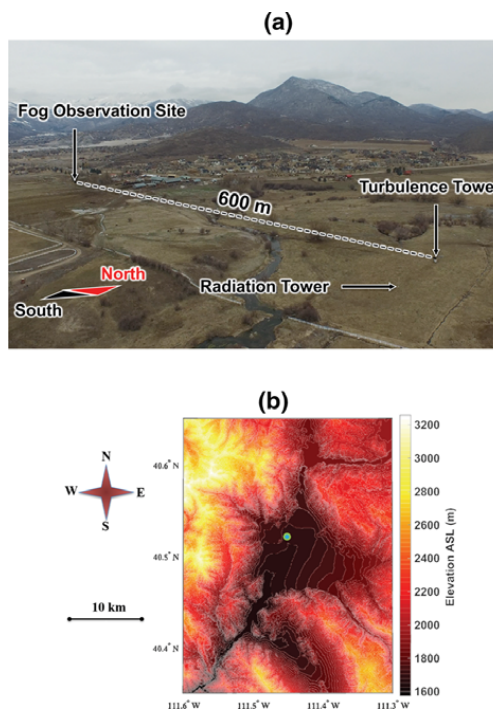 (a)
Fog Observation Site
Turbulence Tower
600 m
North
South
Radiation Tower
(b)
N
W
E
S
10 km
40.6° N
40.5° N
40.4° N
111.6° W
111.5° W
111.4° W
111.3° W
3200
3000
2800
2600
2400
2200
2000
1800
1600
Elevation ASL (m)